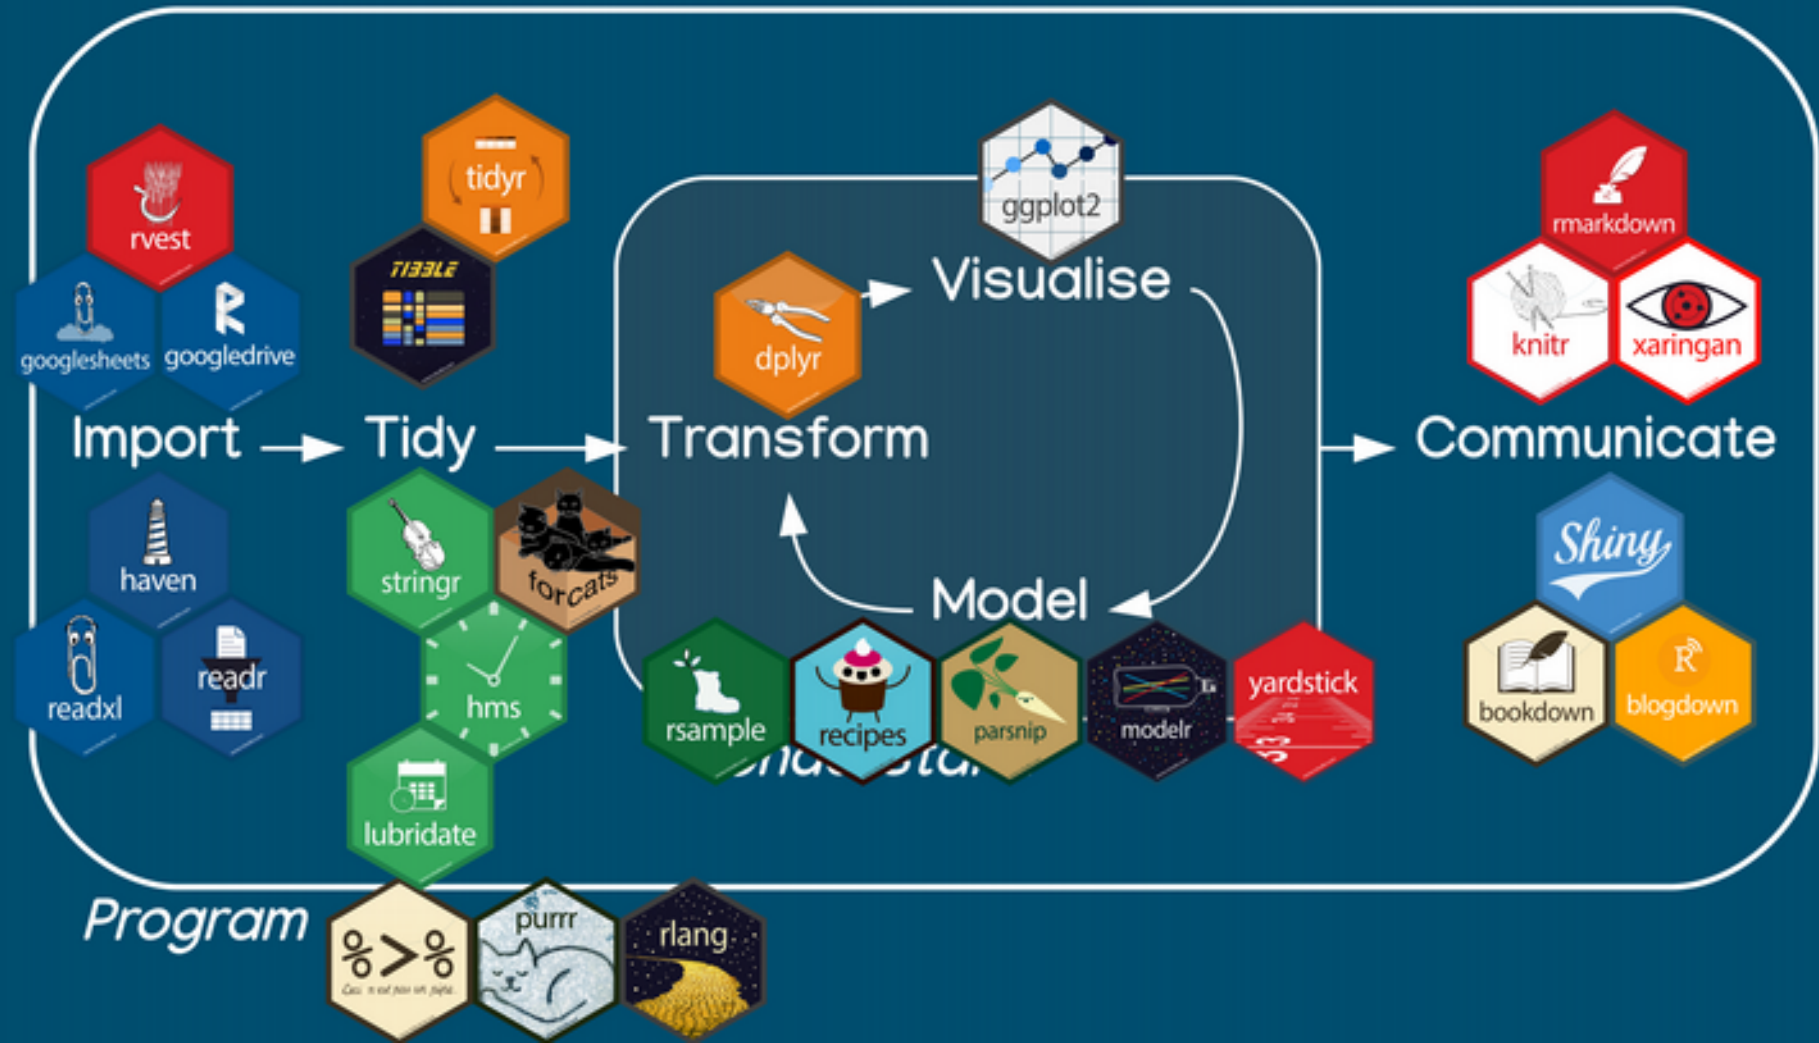 rvest
googlesheets
googledrive
Import
haven
readxl
readr
tidyr
TIBBLE
Tidy
stringr
forcats
hms
lubridate
dplyr
Transform
ggplot2
Visualise
Model
rsample
recipes
parsnip
modelr
yardstick
rmarkdown
knitr
xaringan
Communicate
Shiny
bookdown
R
blogdown
Program
%>%
purrr
rlang